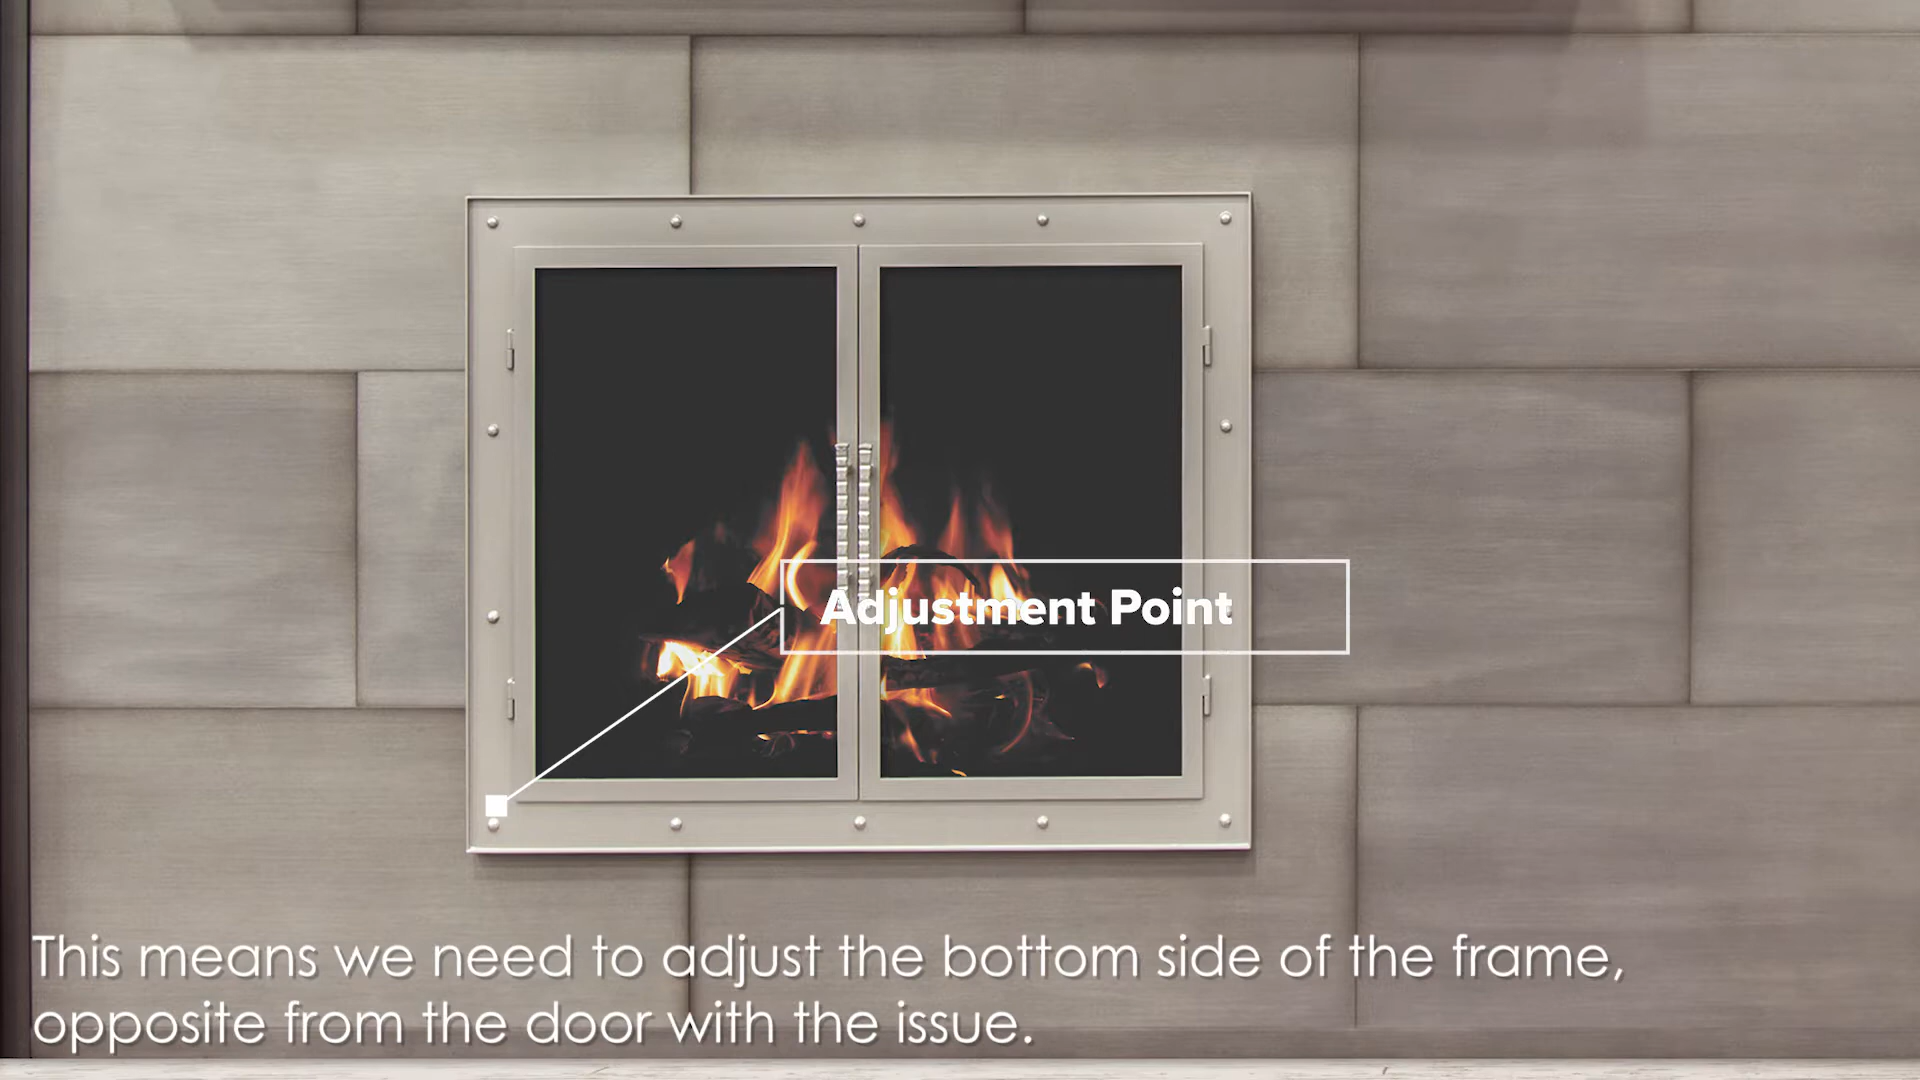 Adjustment Point
This means we need to adjust the bottom side of the frame,
opposite from the door with the issue.